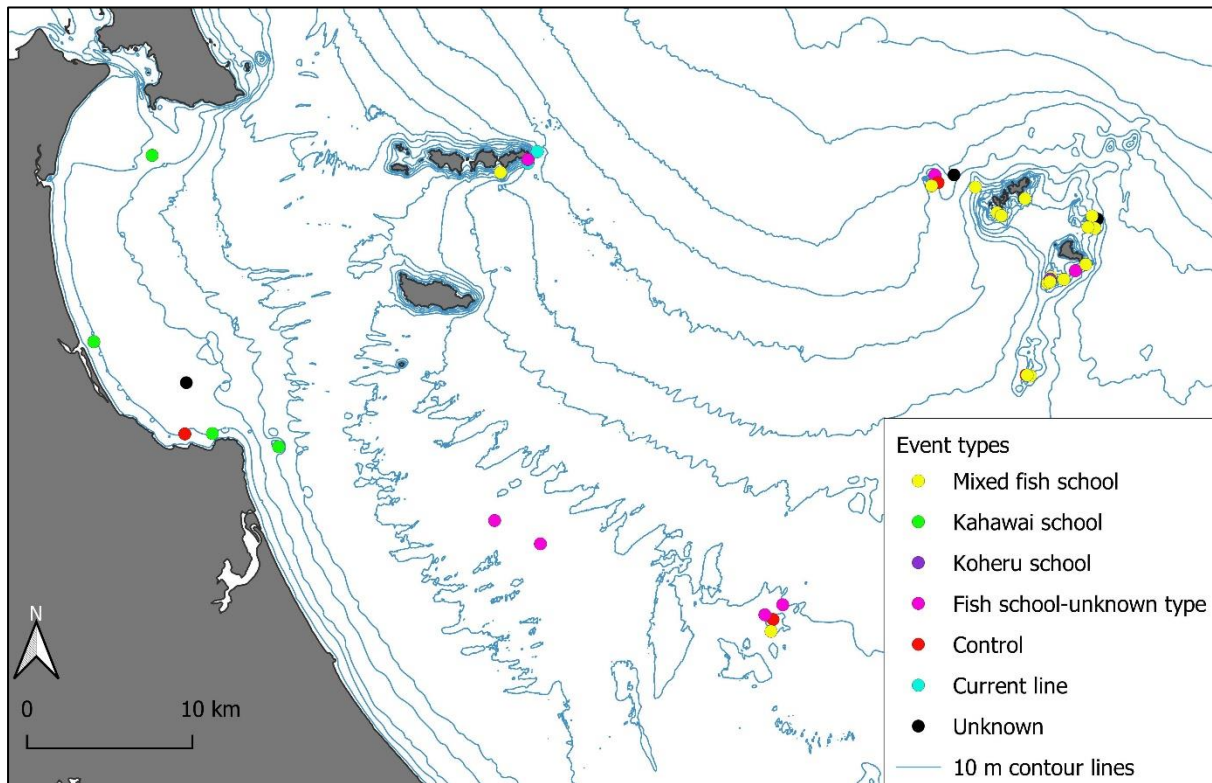 N
0 10 km
Event types
Mixed fish school
Kahawai school
Koheru school
Fish school-unknown type
Control
Current line
Unknown
10 m contour lines